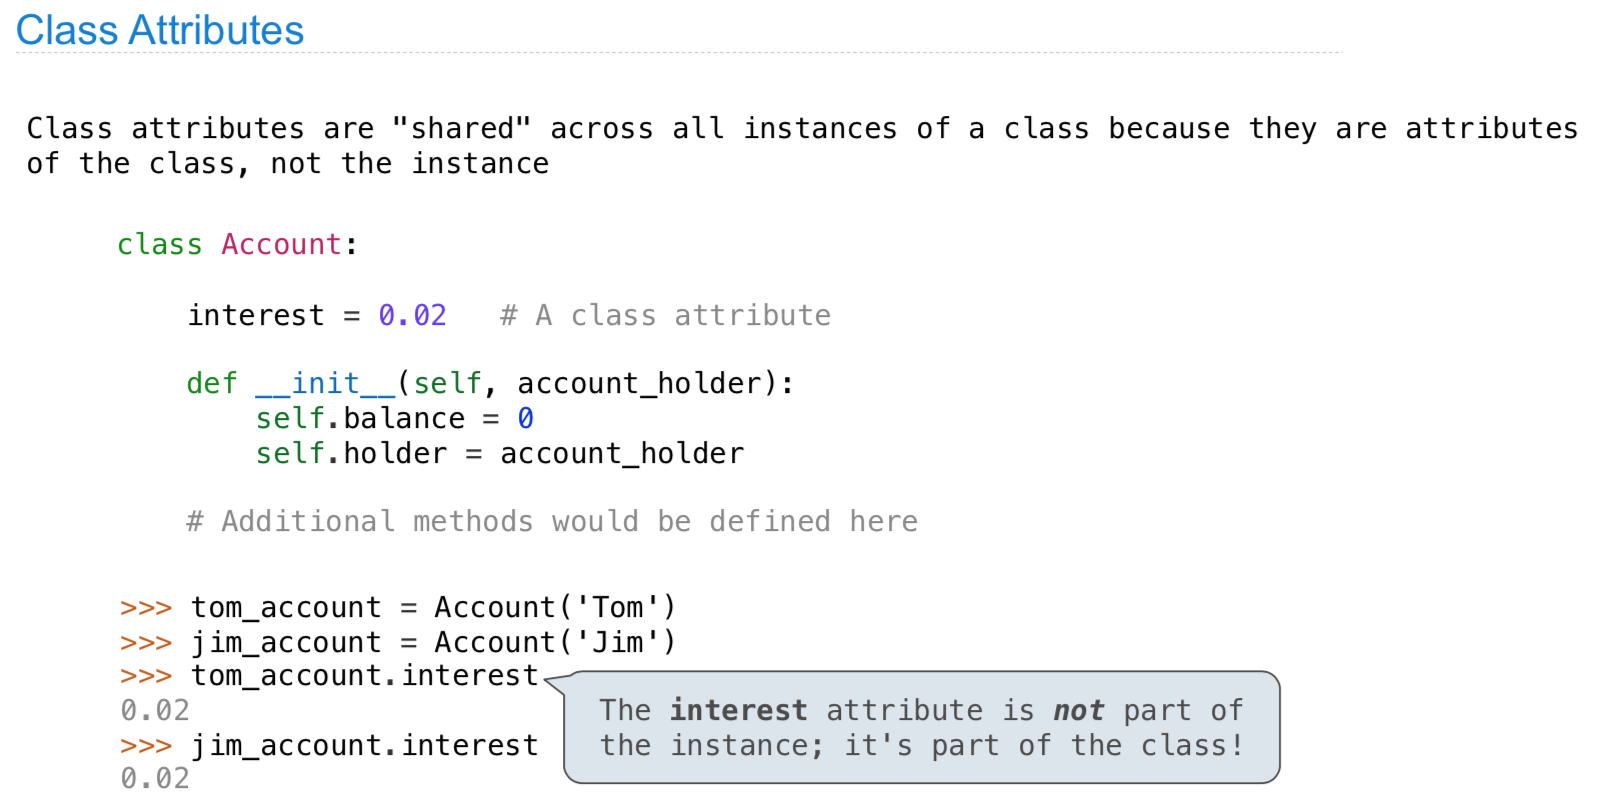 Class Attributes
Class attributes are "shared" across all instances of a class because they are attributes
of the class, not the instance
class Account:
interest = 0.02   # A class attribute
def __init__(self, account_holder):
self.balance = 0
self.holder = account_holder
# Additional methods would be defined here
>>> tom_account = Account('Tom')
>>> jim_account = Account('Jim')
>>> tom_account.interest
0.02
>>> jim_account.interest
0.02
The interest attribute is not part of
the instance; it's part of the class!